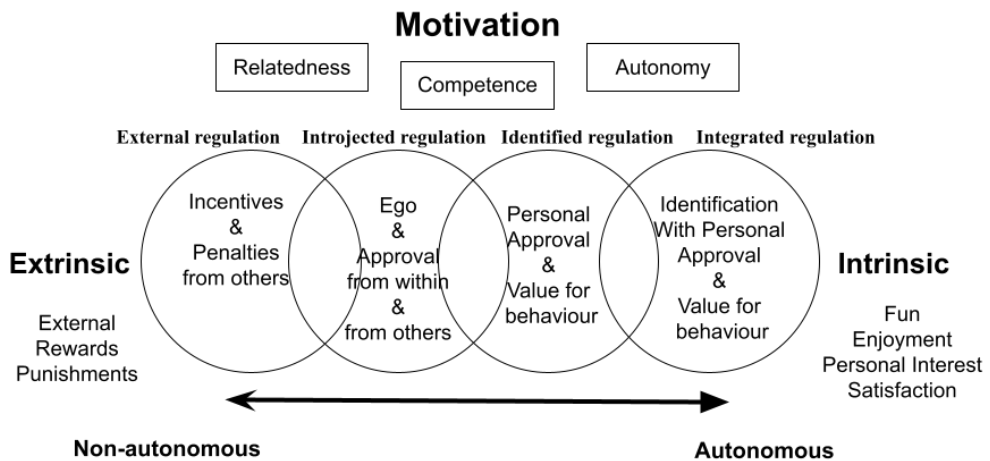 Motivation
Relatedness
Competence
Autonomy
External regulation
Introjected regulation
Identified regulation
Integrated regulation
Incentives
&
Penalties
from others
Ego
&
Approval
from within
&
from others
Personal
Approval
&
Value for
behaviour
Identification
With Personal
Approval
&
Value for
behaviour
Extrinsic
External
Rewards
Punishments
Intrinsic
Fun
Enjoyment
Personal Interest
Satisfaction
Non-autonomous
Autonomous